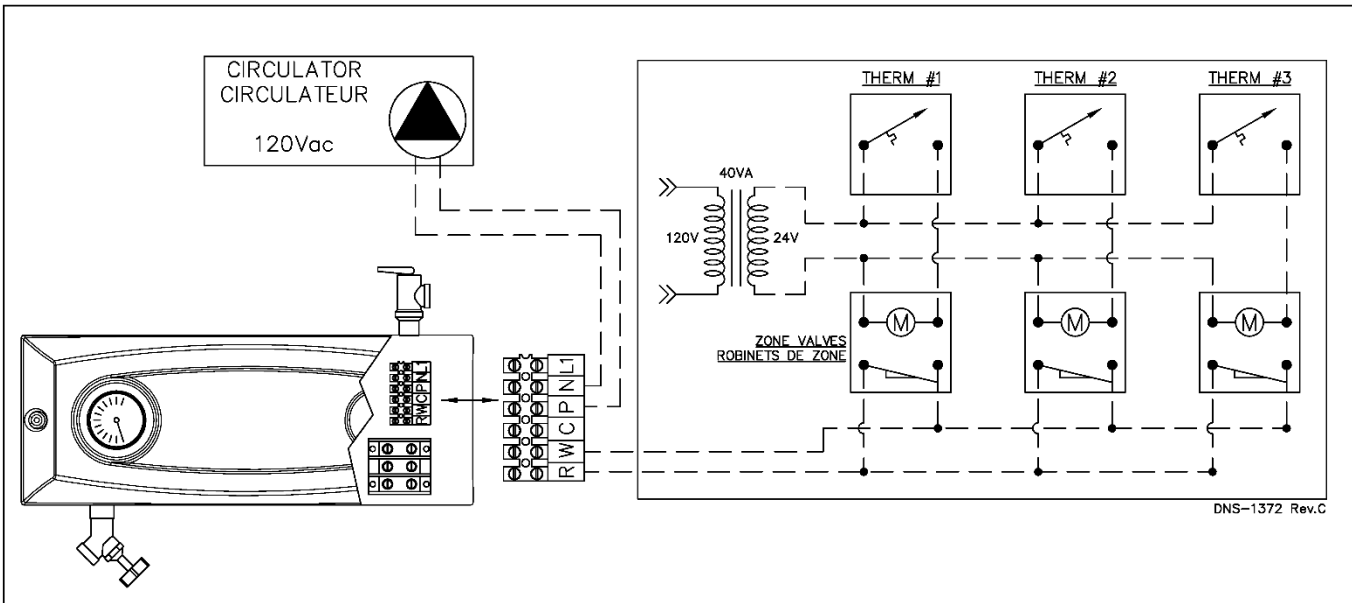 CIRCULATOR
CIRCULATEUR
120Vac
THERM #1
THERM #2
THERM #3
40VA
120V
24V
M
M
M
ZONE VALVES
ROBINETS DE ZONE
R W C P N L1
R W C P N L1
DNS-1372 Rev.C